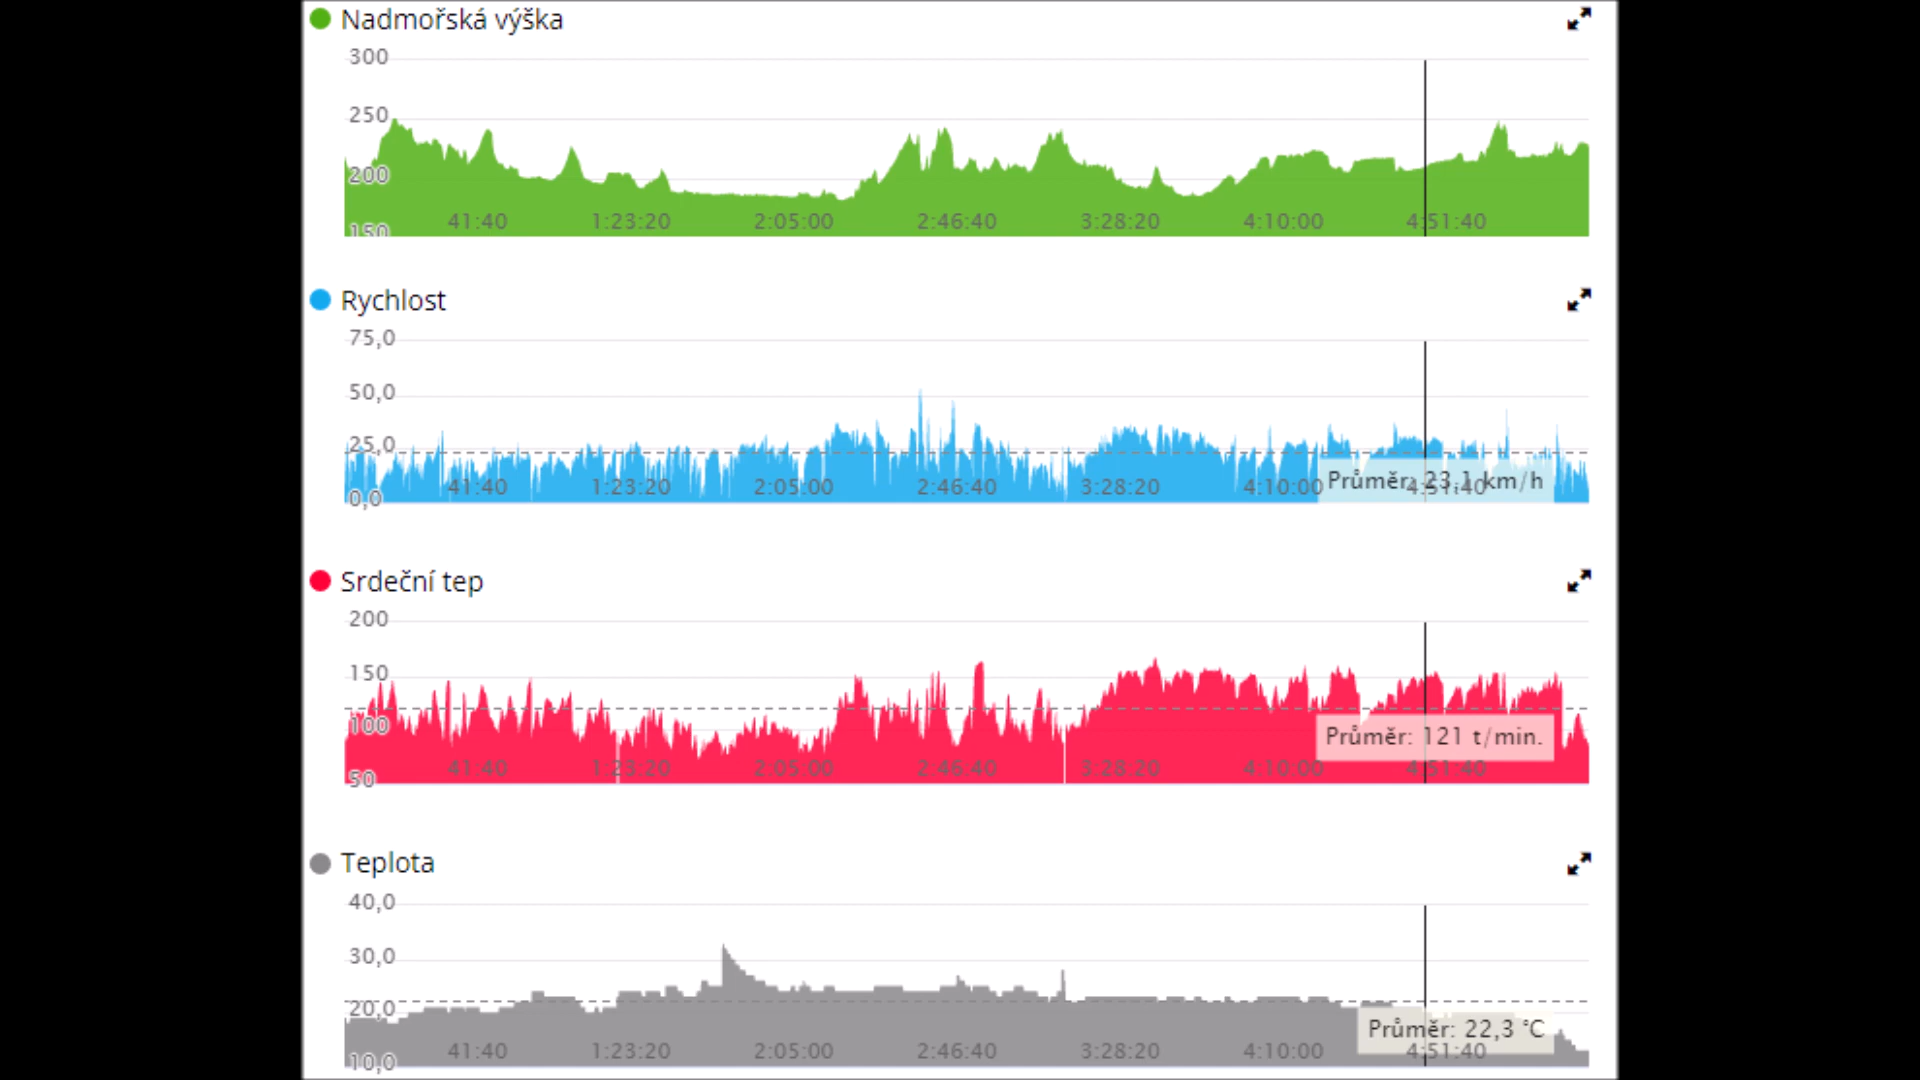 Nadmořská výška
300
250
200
150
41:40 1:23:20 2:05:00 2:46:40 3:28:20 4:10:00 4:51:40
Rychlost
75,0
50,0
25,0
0,0
41:40 1:23:20 2:05:00 2:46:40 3:28:20 4:10:00 4:51:40
Průměr: 23,1 km/h
Srdeční tep
200
150
100
50
Průměr: 121 t/min.
41:40 1:23:20 2:05:00 2:46:40 3:28:20 4:10:00 4:51:40
Teplota
40,0
30,0
20,0
10,0
Průměr: 22,3 °C
41:40 1:23:20 2:05:00 2:46:40 3:28:20 4:10:00 4:51:40